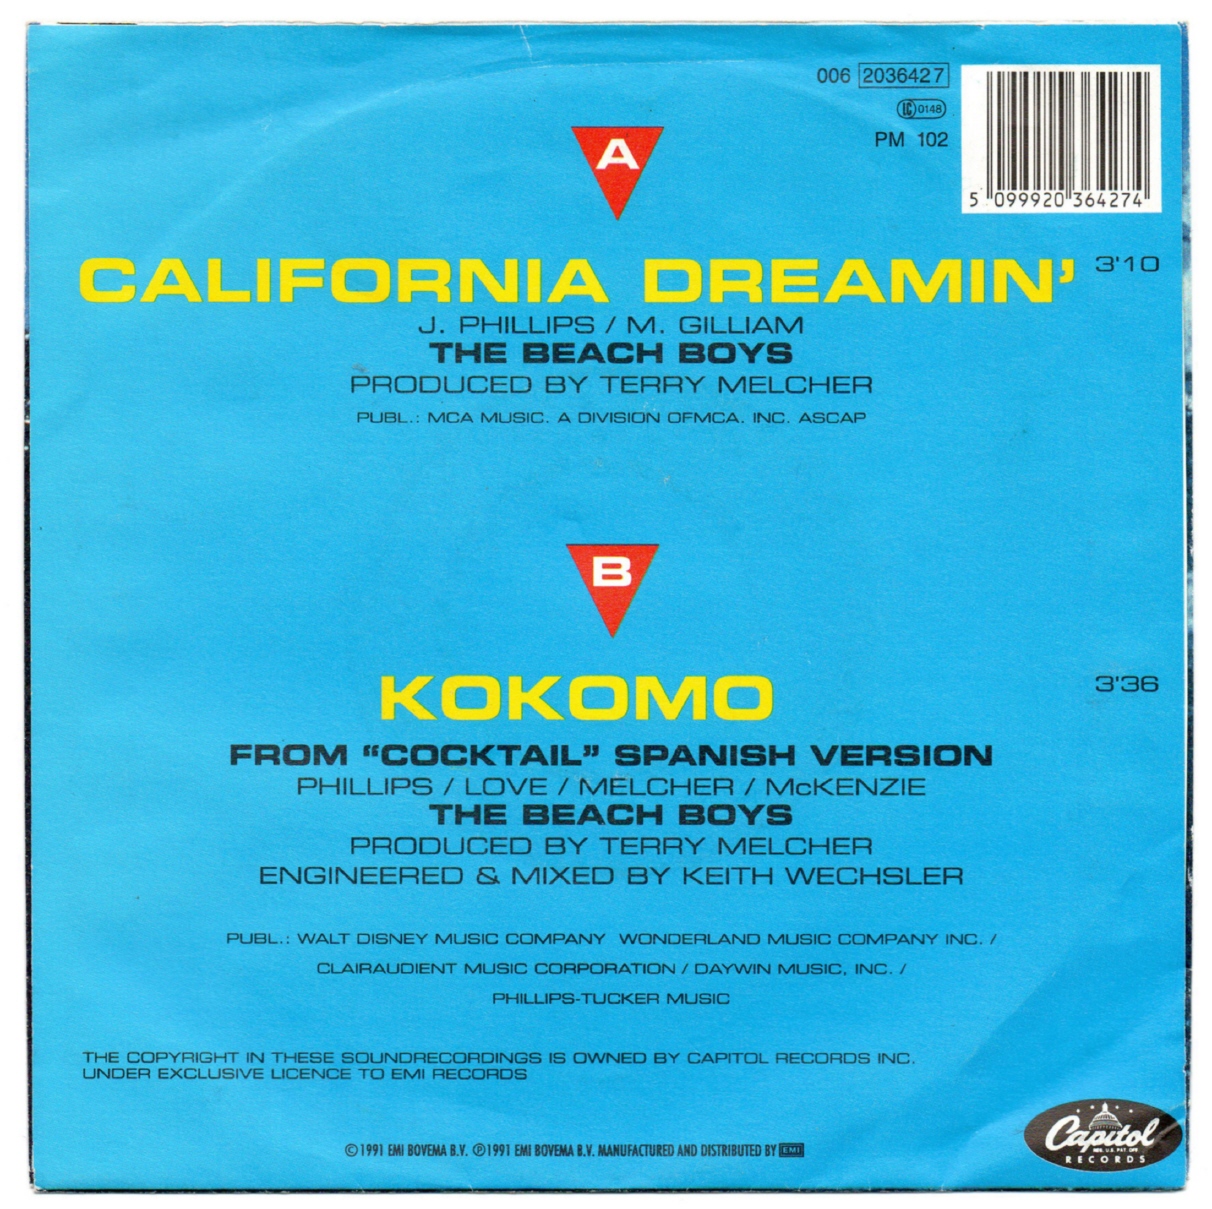 006 2036427
LC 0148
PM 102
5 099920 364274
A
CALIFORNIA DREAMIN' 3'10
J. PHILLIPS / M. GILLIAM
THE BEACH BOYS
PRODUCED BY TERRY MELCHER
PUBL.: MCA MUSIC. A DIVISION OFMCA. INC. ASCAP
B
KOKOMO 3'36
FROM “COCKTAIL” SPANISH VERSION
PHILLIPS / LOVE / MELCHER / McKENZIE
THE BEACH BOYS
PRODUCED BY TERRY MELCHER
ENGINEERED & MIXED BY KEITH WECHSLER
PUBL.: WALT DISNEY MUSIC COMPANY WONDERLAND MUSIC COMPANY INC. /
CLAIRAUDIENT MUSIC CORPORATION / DAYWIN MUSIC, INC. /
PHILLIPS-TUCKER MUSIC
THE COPYRIGHT IN THESE SOUNDRECORDINGS IS OWNED BY CAPITOL RECORDS INC.
UNDER EXCLUSIVE LICENCE TO EMI RECORDS
© 1991 EMI BOVEMA B.V. ℗ 1991 EMI BOVEMA B.V. MANUFACTURED AND DISTRIBUTED BY EMI
Capitol
REG. U.S. PAT. OFF.
RECORDS